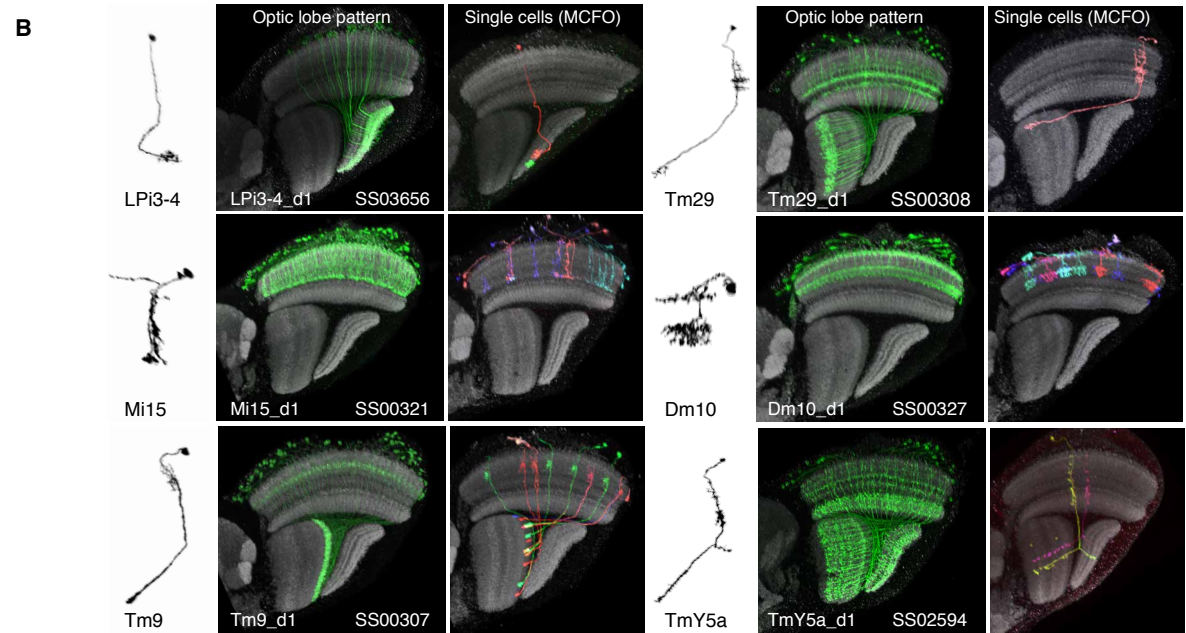 B
Optic lobe pattern
Single cells (MCFO)
Optic lobe pattern
Single cells (MCFO)
LPi3-4
LPi3-4_d1
SS03656
Tm29
Tm29_d1
SS00308
Mi15
Mi15_d1
SS00321
Dm10
Dm10_d1
SS00327
Tm9
Tm9_d1
SS00307
TmY5a
TmY5a_d1
SS02594